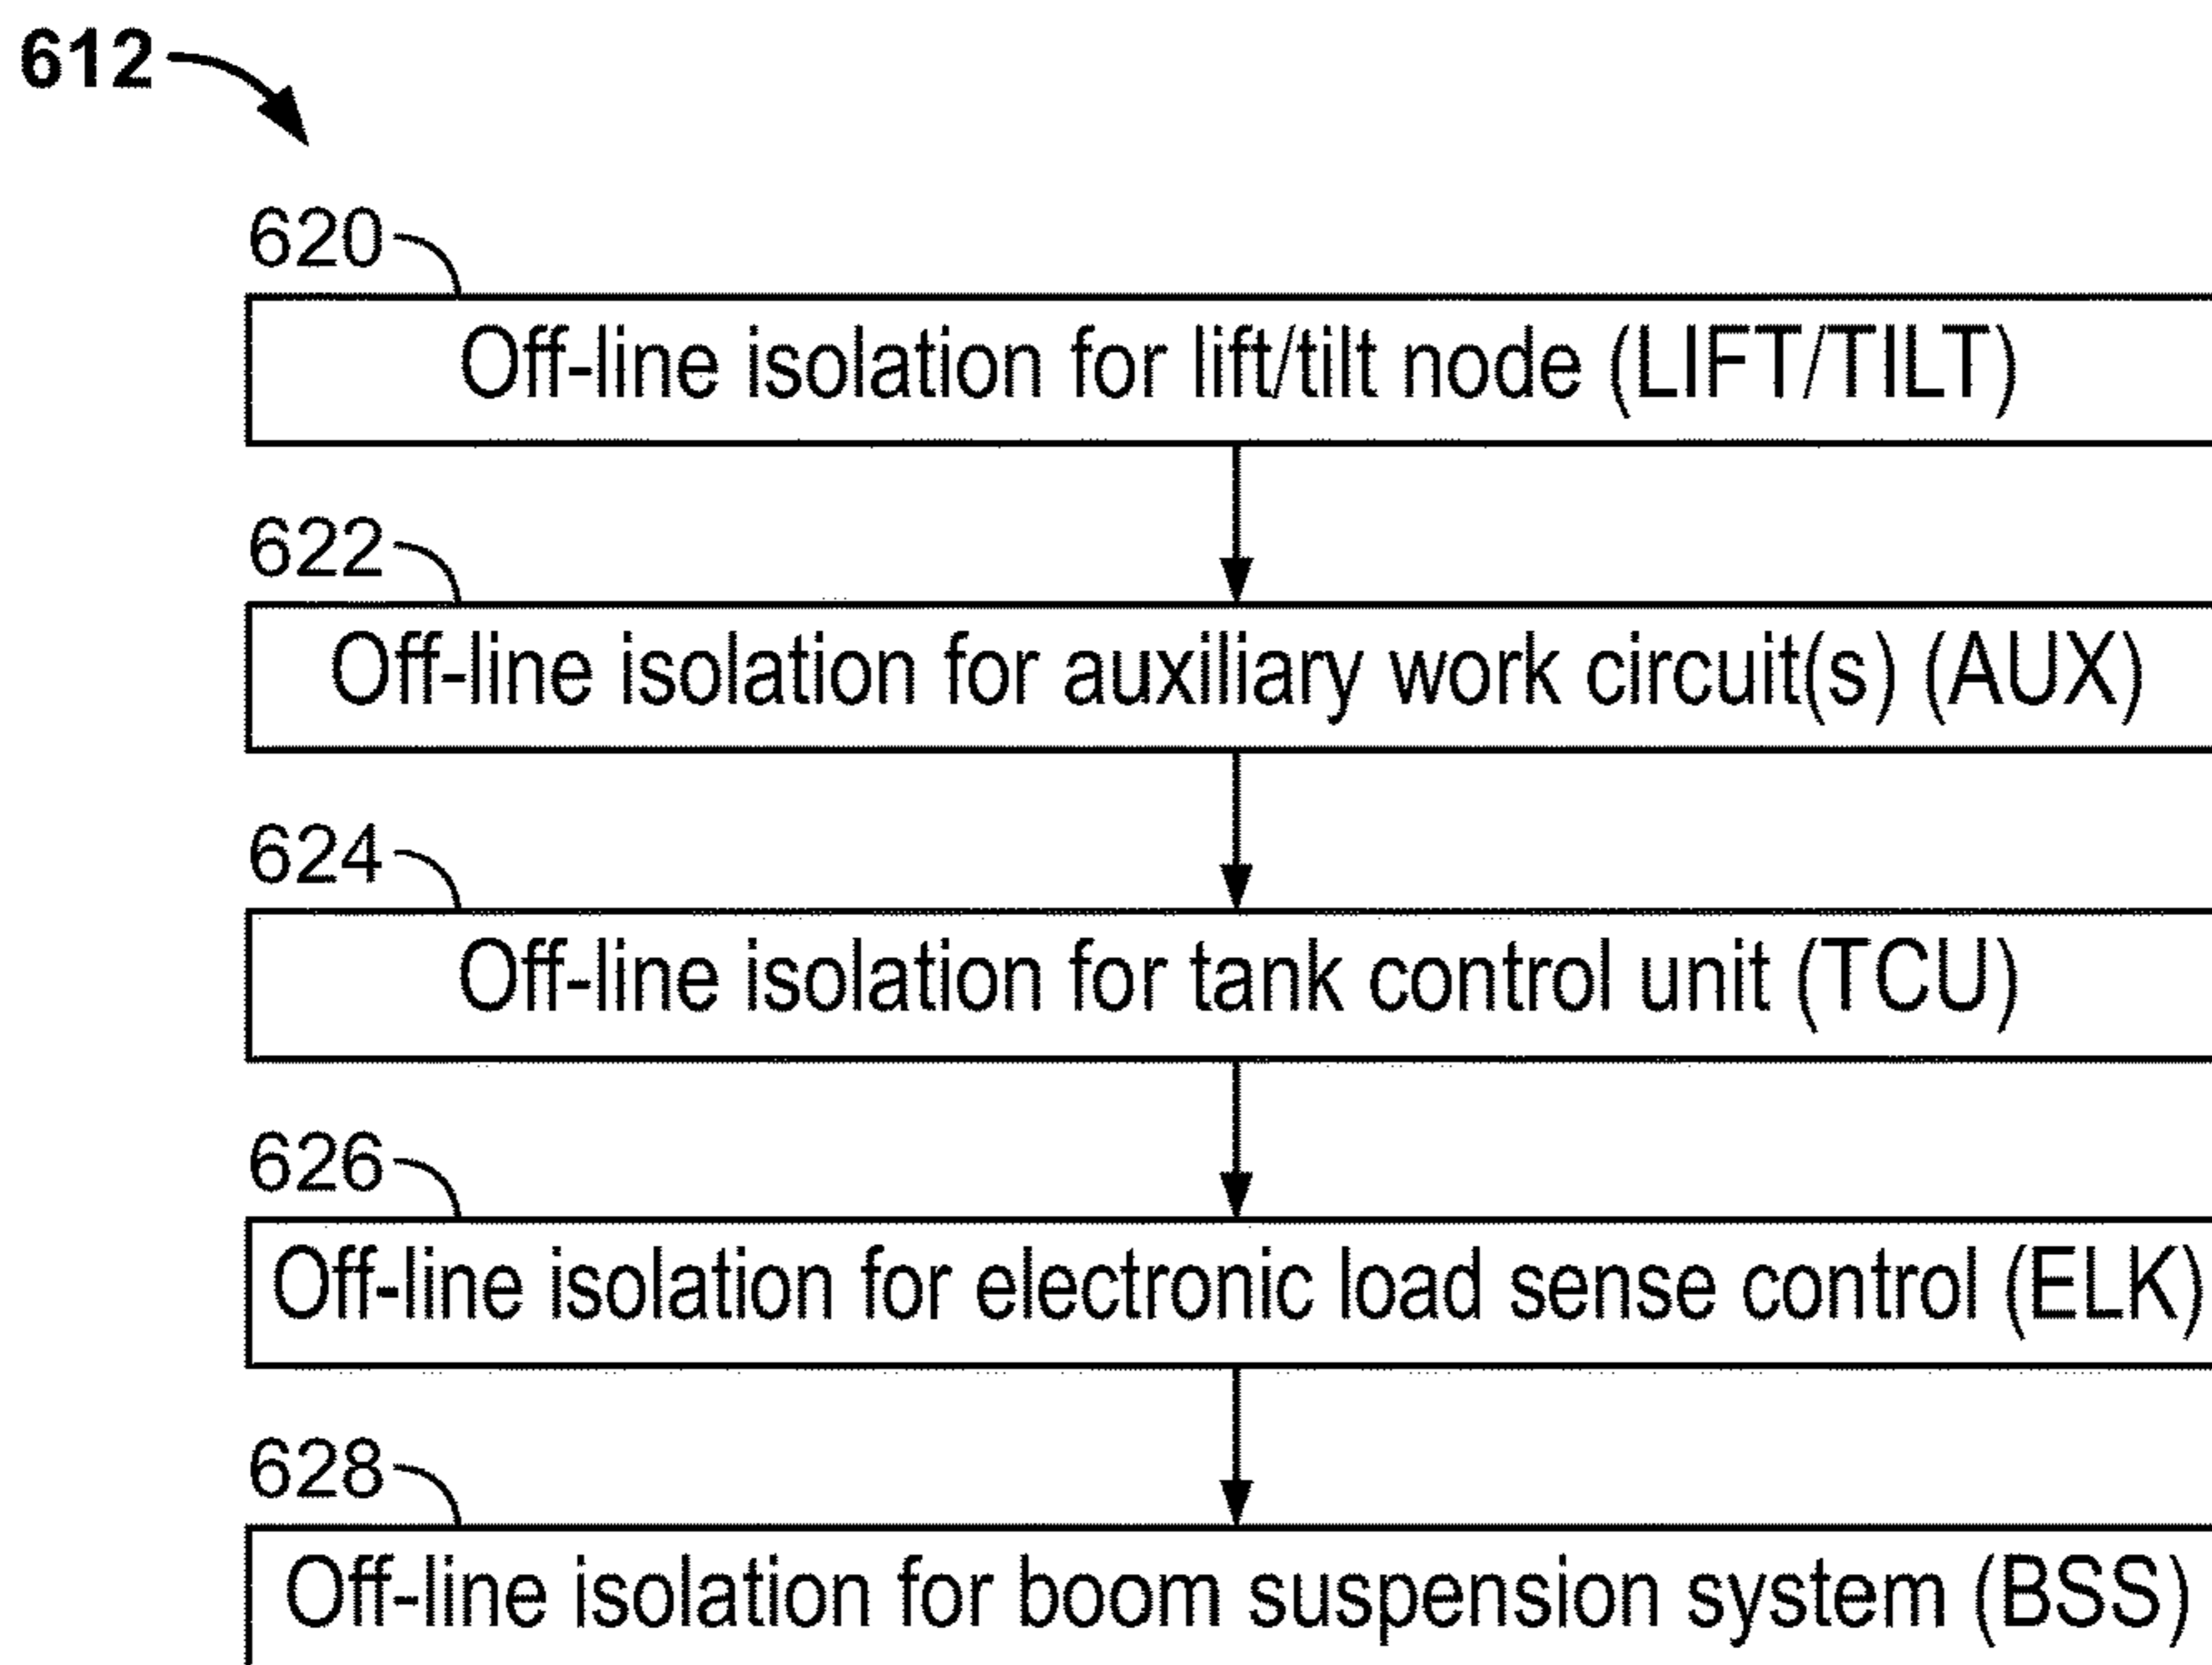 612
620
Off-line isolation for lift/tilt node (LIFT/TILT)
622
Off-line isolation for auxiliary work circuit(s) (AUX)
624
Off-line isolation for tank control unit (TCU)
626
Off-line isolation for electronic load sense control (ELK)
628
Off-line isolation for boom suspension system (BSS)